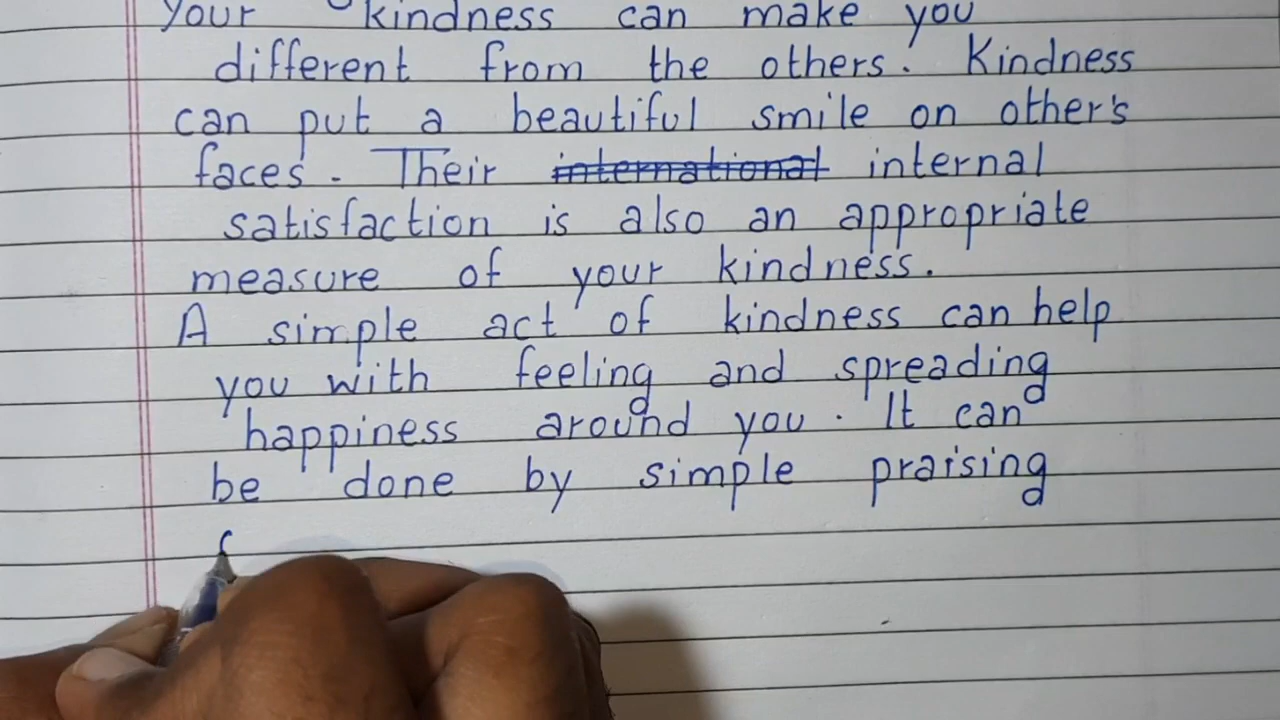 your kindness can make you
different from the others. Kindness
can put a beautiful smile on other's
faces. Their international internal
satisfaction is also an appropriate
measure of your kindness.
A simple act of kindness can help
you with feeling and spreading
happiness around you. It can
be done by simple praising